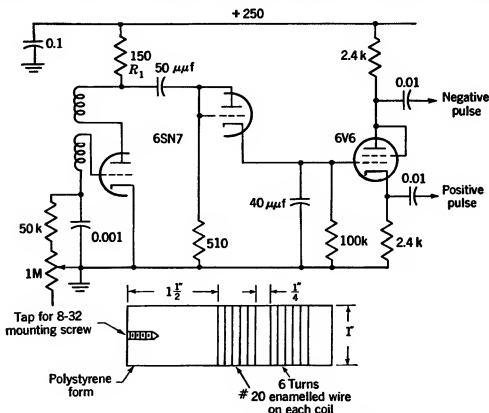 + 250
0.1
150
R₁
50 μμf
2.4 k
0.01
Negative pulse
6SN7
6V6
0.01
Positive pulse
40 μμf
50 k
0.001
510
100k
2.4 k
1M
Tap for 8-32 mounting screw
1 1/2"
1/4"
1"
Polystyrene form
6 Turns
# 20 enamelled wire
on each coil